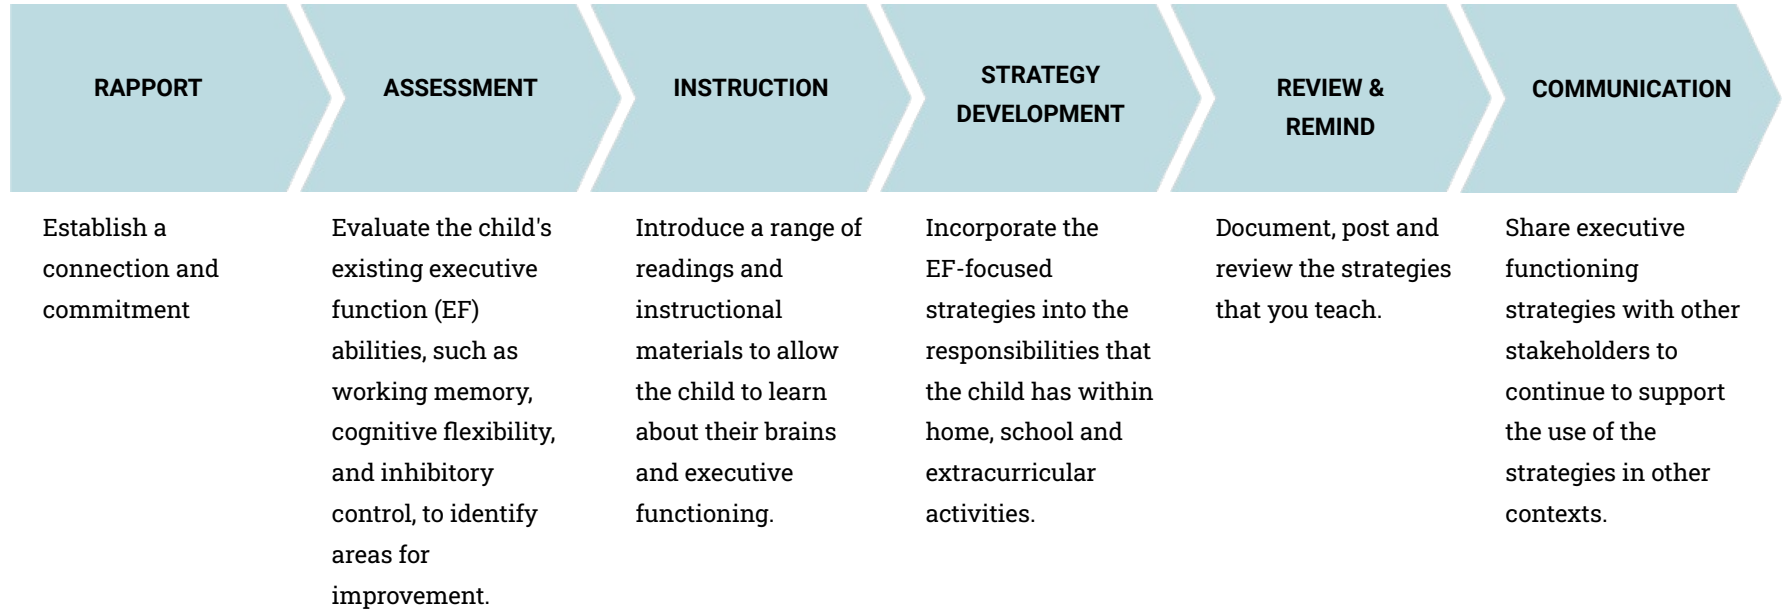 RAPPORT
ASSESSMENT
INSTRUCTION
STRATEGY
DEVELOPMENT
REVIEW &
REMIND
COMMUNICATION
Establish a
connection and
commitment
Evaluate the child's
existing executive
function (EF)
abilities, such as
working memory,
cognitive flexibility,
and inhibitory
control, to identify
areas for
improvement.
Introduce a range of
readings and
instructional
materials to allow
the child to learn
about their brains
and executive
functioning.
Incorporate the
EF-focused
strategies into the
responsibilities that
the child has within
home, school and
extracurricular
activities.
Document, post and
review the strategies
that you teach.
Share executive
functioning
strategies with other
stakeholders to
continue to support
the use of the
strategies in other
contexts.